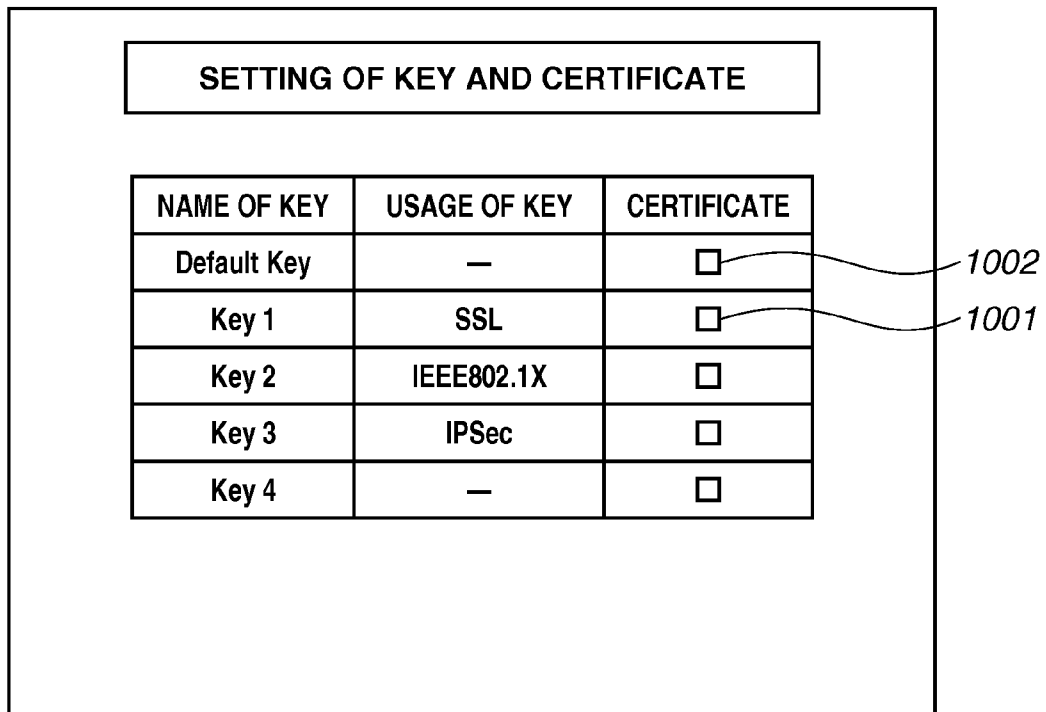 SETTING OF KEY AND CERTIFICATE
NAME OF KEY USAGE OF KEY CERTIFICATE
Default Key — 1002
Key 1 SSL 1001
Key 2 IEEE802.1X
Key 3 IPSec
Key 4 —